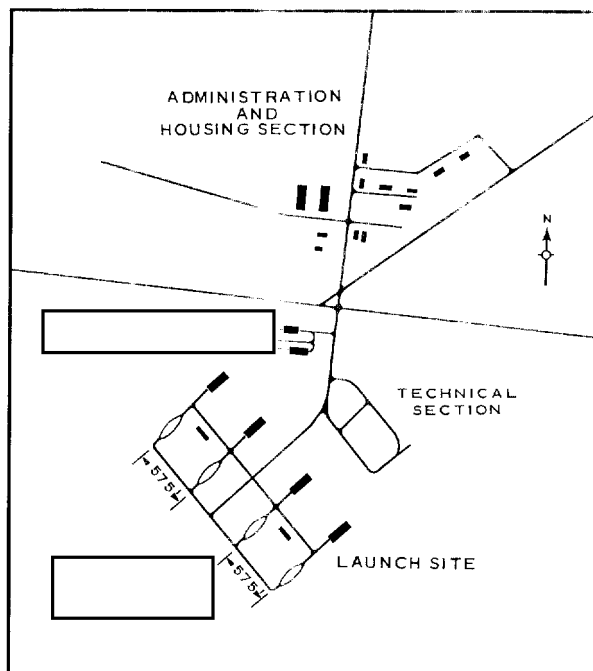 ADMINISTRATION
AND
HOUSING SECTION
N
TECHNICAL
SECTION
575'
575'
LAUNCH SITE